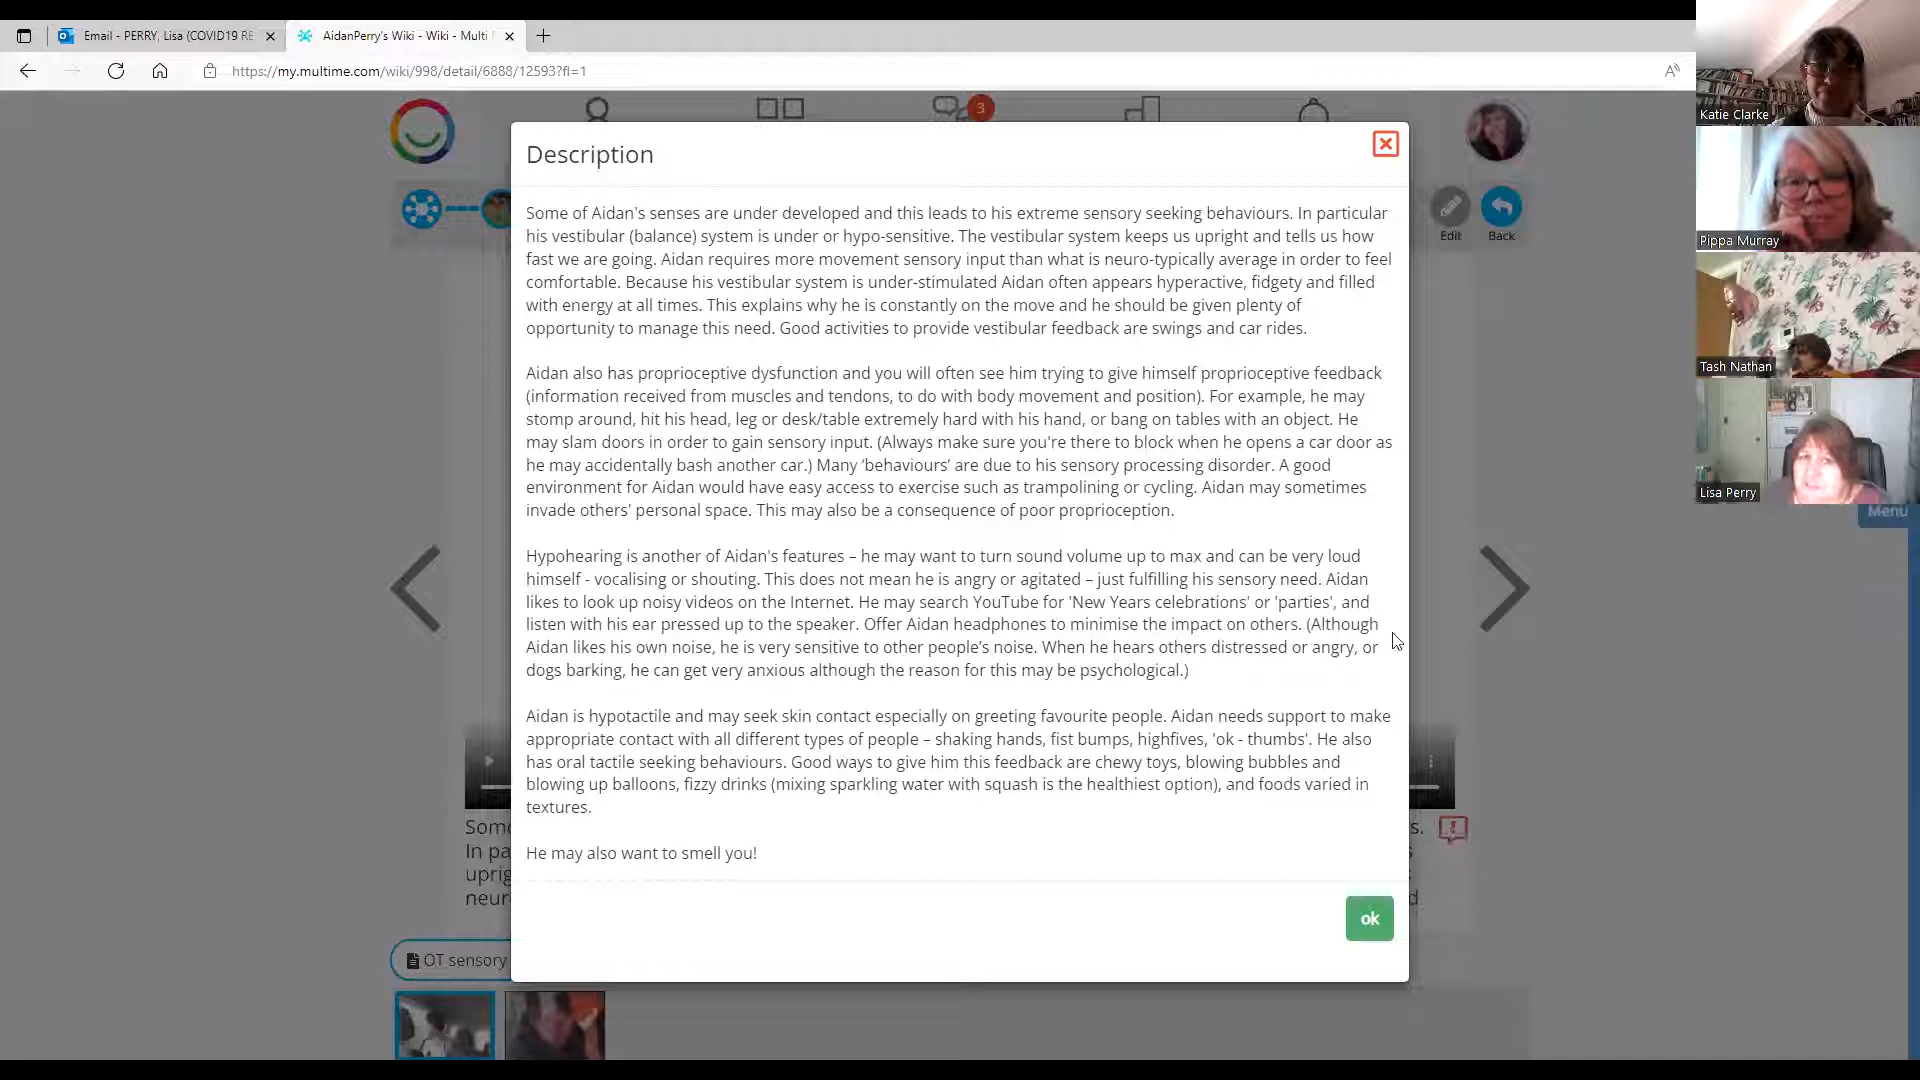 Email - PERRY, Lisa (COVID19 RE
AidanPerry's Wiki - Wiki - Multi
https://my.multime.com/wiki/998/detail/6888/12593?fl=1
3
Katie Clarke
Description
Edit
Back
Pippa Murray
Some of Aidan's senses are under developed and this leads to his extreme sensory seeking behaviours. In particular
his vestibular (balance) system is under or hypo-sensitive. The vestibular system keeps us upright and tells us how
fast we are going. Aidan requires more movement sensory input than what is neuro-typically average in order to feel
comfortable. Because his vestibular system is under-stimulated Aidan often appears hyperactive, fidgety and filled
with energy at all times. This explains why he is constantly on the move and he should be given plenty of
opportunity to manage this need. Good activities to provide vestibular feedback are swings and car rides.
Tash Nathan
Aidan also has proprioceptive dysfunction and you will often see him trying to give himself proprioceptive feedback
(information received from muscles and tendons, to do with body movement and position). For example, he may
stomp around, hit his head, leg or desk/table extremely hard with his hand, or bang on tables with an object. He
may slam doors in order to gain sensory input. (Always make sure you're there to block when he opens a car door as
he may accidentally bash another car.) Many ‘behaviours’ are due to his sensory processing disorder. A good
environment for Aidan would have easy access to exercise such as trampolining or cycling. Aidan may sometimes
invade others' personal space. This may also be a consequence of poor proprioception.
Lisa Perry
Menu
Hypohearing is another of Aidan's features – he may want to turn sound volume up to max and can be very loud
himself - vocalising or shouting. This does not mean he is angry or agitated – just fulfilling his sensory need. Aidan
likes to look up noisy videos on the Internet. He may search YouTube for 'New Years celebrations' or 'parties', and
listen with his ear pressed up to the speaker. Offer Aidan headphones to minimise the impact on others. (Although
Aidan likes his own noise, he is very sensitive to other people’s noise. When he hears others distressed or angry, or
dogs barking, he can get very anxious although the reason for this may be psychological.)
Aidan is hypotactile and may seek skin contact especially on greeting favourite people. Aidan needs support to make
appropriate contact with all different types of people – shaking hands, fist bumps, highfives, 'ok - thumbs'. He also
has oral tactile seeking behaviours. Good ways to give him this feedback are chewy toys, blowing bubbles and
blowing up balloons, fizzy drinks (mixing sparkling water with squash is the healthiest option), and foods varied in
textures.
He may also want to smell you!
ok
OT sensory